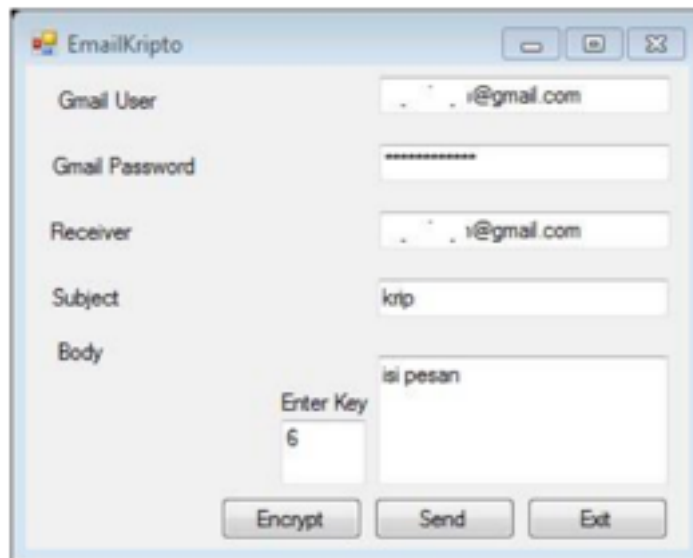 EmailKripto
Gmail User
@gmail.com
Gmail Password
Receiver
@gmail.com
Subject
krip
Body
isi pesan
Enter Key
6
Encrypt Send Exit